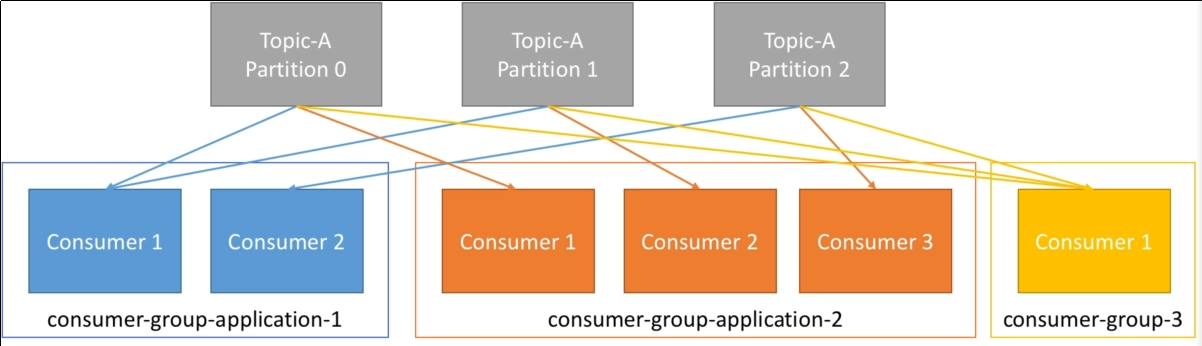 Topic-A
Partition 0
Topic-A
Partition 1
Topic-A
Partition 2
Consumer 1
Consumer 2
consumer-group-application-1
Consumer 1
Consumer 2
Consumer 3
consumer-group-application-2
Consumer 1
consumer-group-3